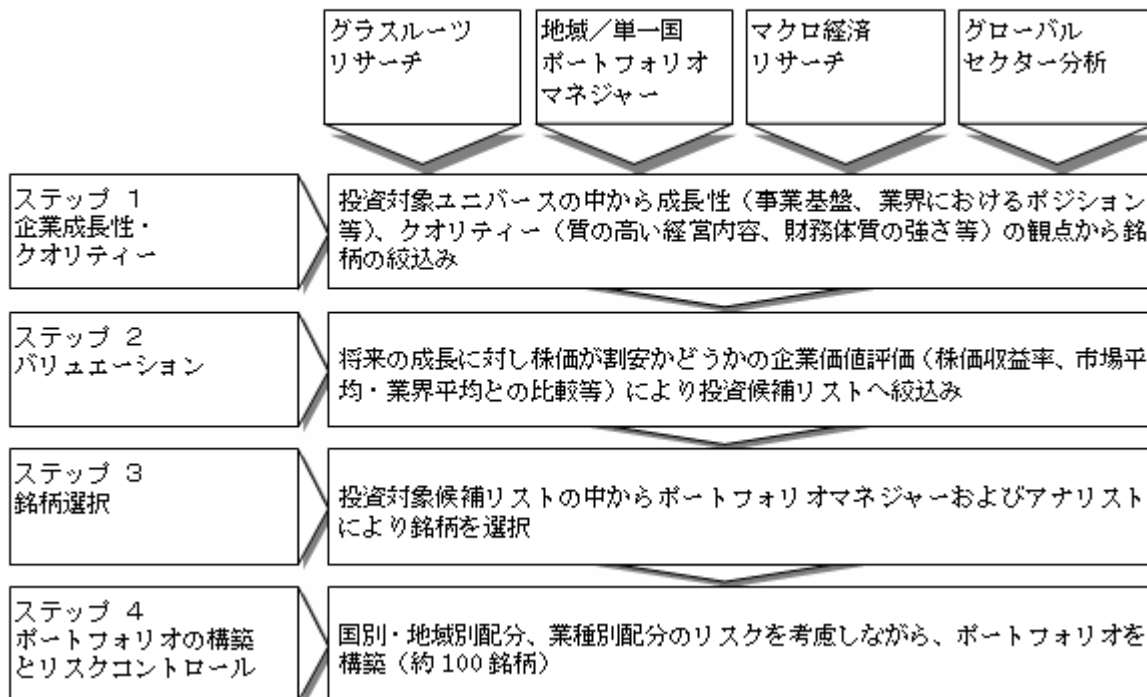 グラスルーツ
リサーチ
地域／単一国
ポートフォリオ
マネジャー
マクロ経済
リサーチ
グローバル
セクター分析
ステップ １
企業成長性・
クオリティー
投資対象ユニバースの中から成長性（事業基盤、業界におけるポジション
等）、クオリティー（質の高い経営内容、財務体質の強さ等）の観点から銘
柄の絞込み
ステップ ２
バリュエーション
将来の成長に対し株価が割安かどうかの企業価値評価（株価収益率、市場平
均・業界平均との比較等）により投資候補リストへ絞込み
ステップ ３
銘柄選択
投資対象候補リストの中からポートフォリオマネジャーおよびアナリスト
により銘柄を選択
ステップ ４
ポートフォリオの構築
とリスクコントロール
国別・地域別配分、業種別配分のリスクを考慮しながら、ポートフォリオを
構築（約 100 銘柄）